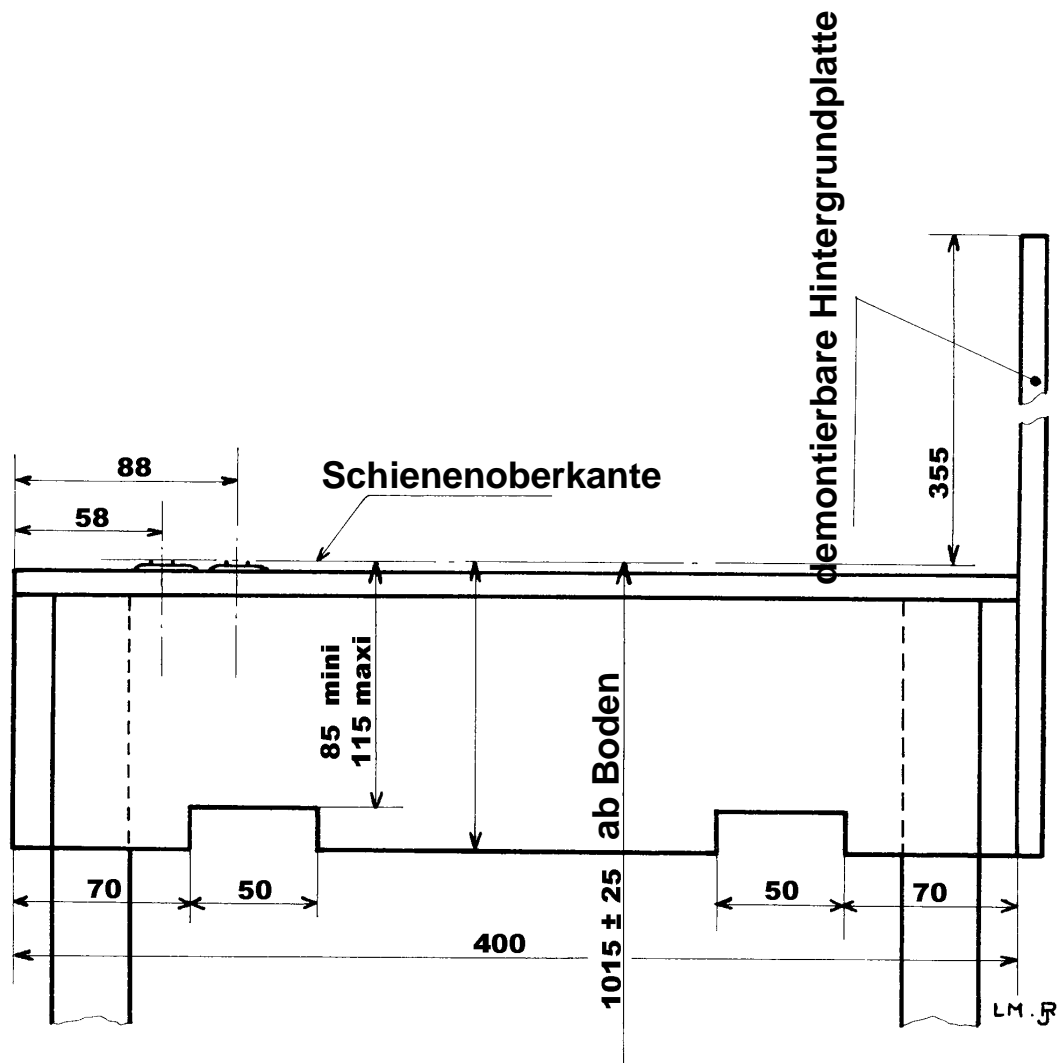 demontierbare Hintergrundplatte
355
88
Schienenoberkante
58
85 mini
115 maxi
1015 ± 25 ab Boden
70
50
50
70
400
LM.